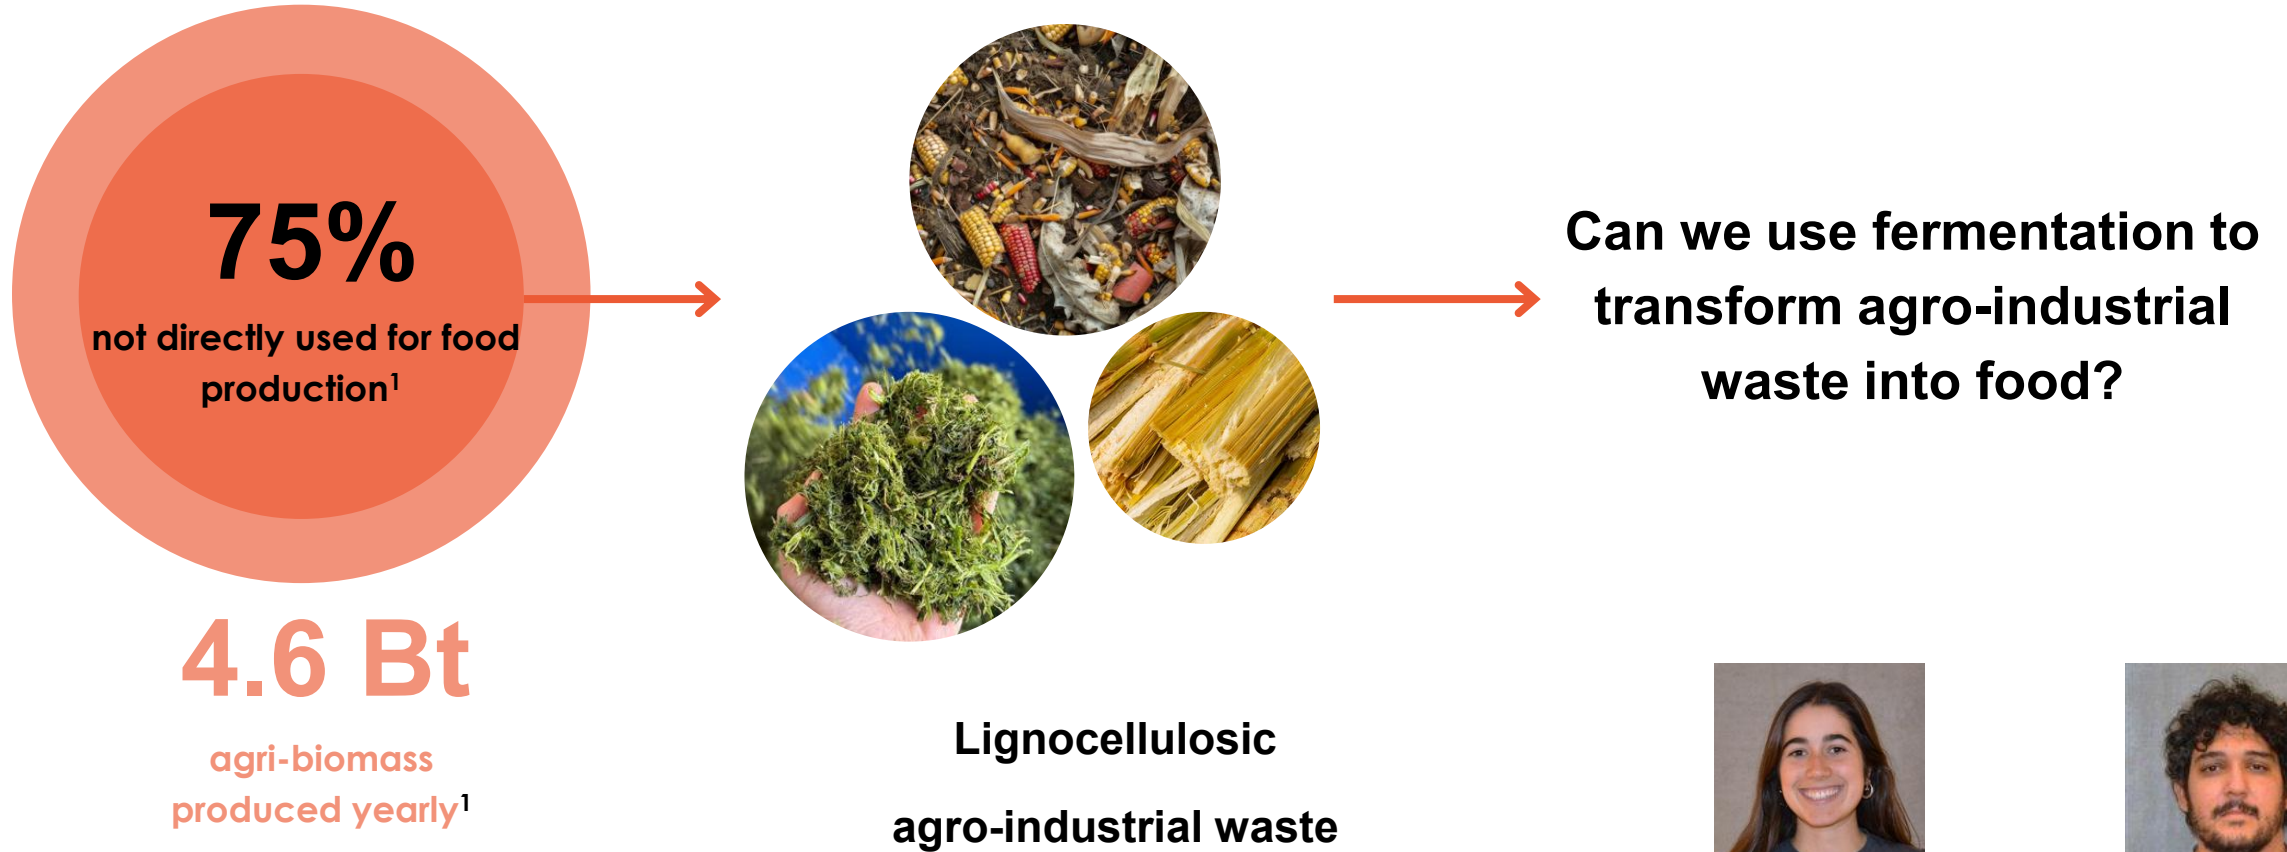 75%
not directly used for food
production¹
4.6 Bt
agri-biomass
produced yearly¹
Lignocellulosic
agro-industrial waste
Can we use fermentation to
transform agro-industrial
waste into food?